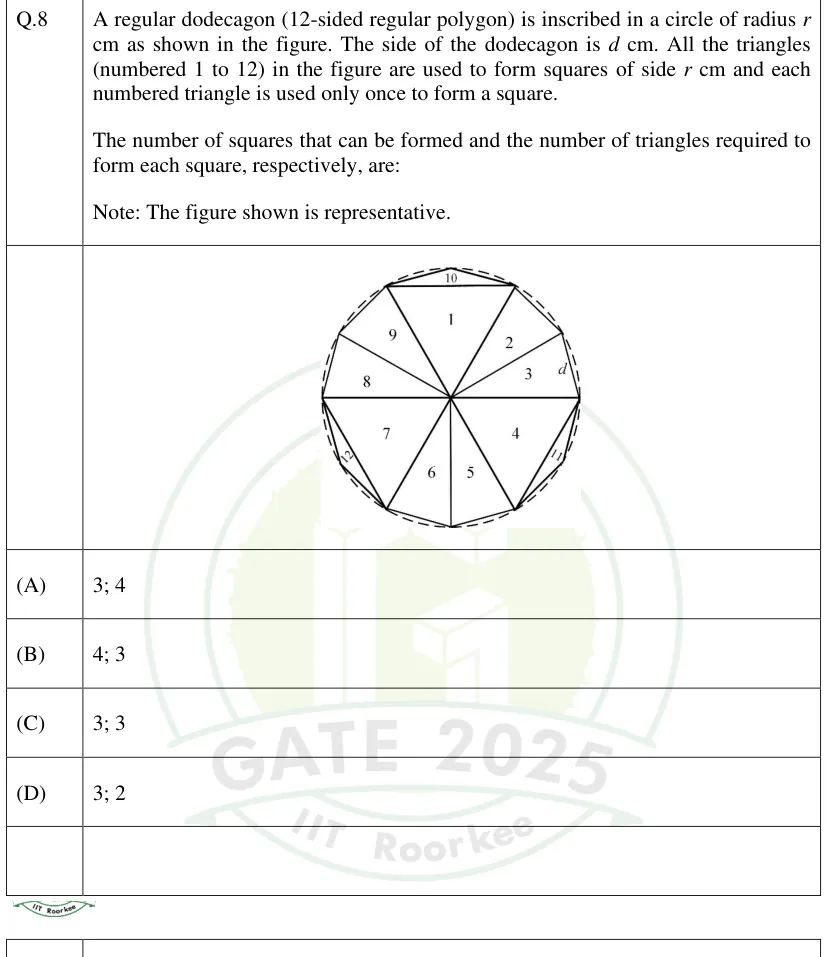 Q.8
A regular dodecagon (12-sided regular polygon) is inscribed in a circle of radius r
cm as shown in the figure. The side of the dodecagon is d cm. All the triangles
(numbered 1 to 12) in the figure are used to form squares of side r cm and each
numbered triangle is used only once to form a square.
The number of squares that can be formed and the number of triangles required to
form each square, respectively, are:
Note: The figure shown is representative.
10
1
9
2
3
d
8
7
4
12
11
6
5
(A)
3; 4
(B)
4; 3
(C)
3; 3
GATE 2025
(D)
3; 2
IIT Roorkee
IIT Roorkee